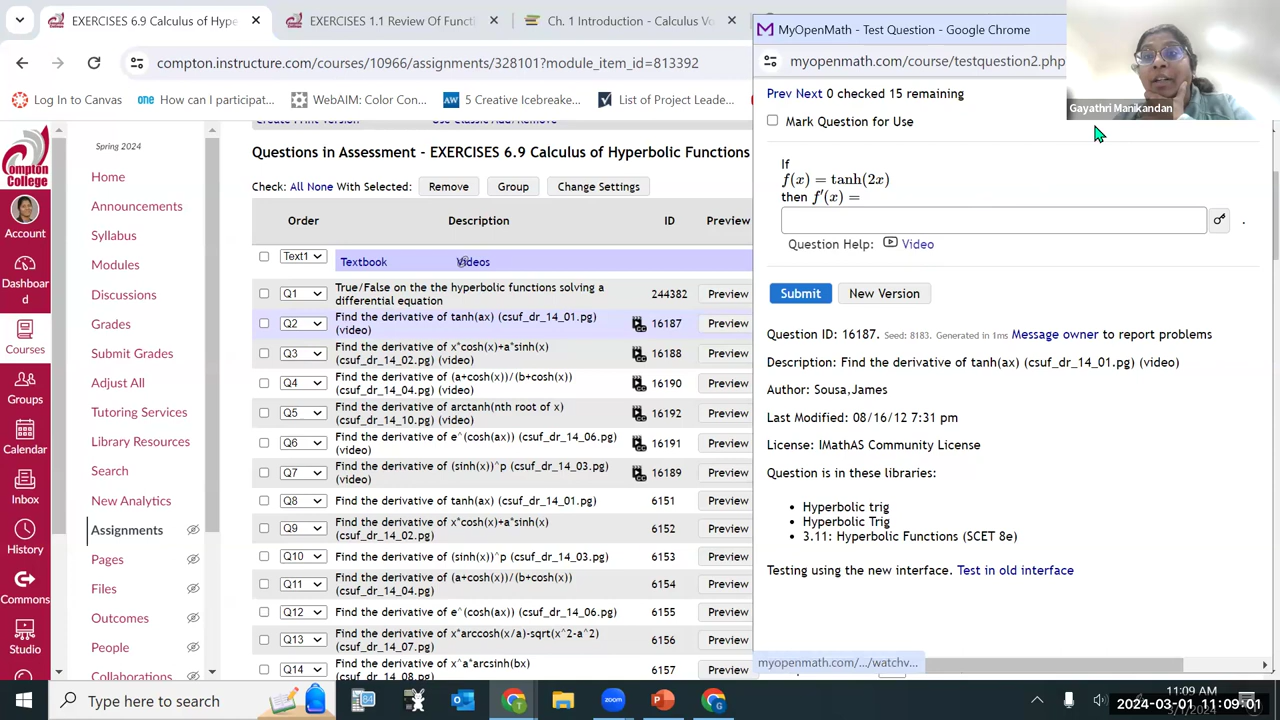 EXERCISES 6.9 Calculus of Hype
EXERCISES 1.1 Review Of Functi
Ch. 1 Introduction - Calculus Vo
compton.instructure.com/courses/10966/assignments/328101?module_item_id=813392
Log In to Canvas
one How can I participat...
WebAIM: Color Con...
AW 5 Creative Icebreake...
List of Project Leade...
MyOpenMath - Test Question - Google Chrome
myopenmath.com/course/testquestion2.php
Gayathri Manikandan
Compton
COLLEGE
Account
Dashboar
d
Courses
Groups
Calendar
Inbox
History
Commons
Studio
Spring 2024
Home
Announcements
Syllabus
Modules
Discussions
Grades
Submit Grades
Adjust All
Tutoring Services
Library Resources
Search
New Analytics
Assignments
Pages
Files
Outcomes
People
Collaborations
Questions in Assessment - EXERCISES 6.9 Calculus of Hyperbolic Functions
Check: All None With Selected: Remove Group Change Settings
Order Description ID Preview
Text1 Textbook Videos
Q1 True/False on the the hyperbolic functions solving a
differential equation 244382 Preview
Q2 Find the derivative of tanh(ax) (csuf_dr_14_01.pg)
(video) CC 16187 Preview
Q3 Find the derivative of x*cosh(x)+a*sinh(x)
(csuf_dr_14_02.pg) (video) CC 16188 Preview
Q4 Find the derivative of (a+cosh(x))/(b+cosh(x))
(csuf_dr_14_04.pg) (video) CC 16190 Preview
Q5 Find the derivative of arctanh(nth root of x)
(csuf_dr_14_10.pg) (video) CC 16192 Preview
Q6 Find the derivative of e^(cosh(ax)) (csuf_dr_14_06.pg)
(video) CC 16191 Preview
Q7 Find the derivative of (sinh(x))^p (csuf_dr_14_03.pg)
(video) CC 16189 Preview
Q8 Find the derivative of tanh(ax) (csuf_dr_14_01.pg) 6151 Preview
Q9 Find the derivative of x*cosh(x)+a*sinh(x)
(csuf_dr_14_02.pg) 6152 Preview
Q10 Find the derivative of (sinh(x))^p (csuf_dr_14_03.pg) 6153 Preview
Q11 Find the derivative of (a+cosh(x))/(b+cosh(x))
(csuf_dr_14_04.pg) 6154 Preview
Q12 Find the derivative of e^(cosh(ax)) (csuf_dr_14_06.pg) 6155 Preview
Q13 Find the derivative of x*arccosh(x/a)-sqrt(x^2-a^2)
(csuf_dr_14_07.pg) 6156 Preview
Q14 Find the derivative of x^a*arcsinh(bx)
(csuf_dr_14_08.pg) 6157 Preview
Prev Next 0 checked 15 remaining
Mark Question for Use
If
f(x) = tanh(2x)
then f′(x) =
.
Question Help: Video
Submit New Version
Question ID: 16187. Seed: 8183. Generated in 1ms Message owner to report problems
Description: Find the derivative of tanh(ax) (csuf_dr_14_01.pg) (video)
Author: Sousa,James
Last Modified: 08/16/12 7:31 pm
License: IMathAS Community License
Question is in these libraries:
• Hyperbolic trig
• Hyperbolic Trig
• 3.11: Hyperbolic Functions (SCET 8e)
Testing using the new interface. Test in old interface
myopenmath.com/.../watchv...
Type here to search
zoom
11:09 AM
2024-03-01 11:09:01